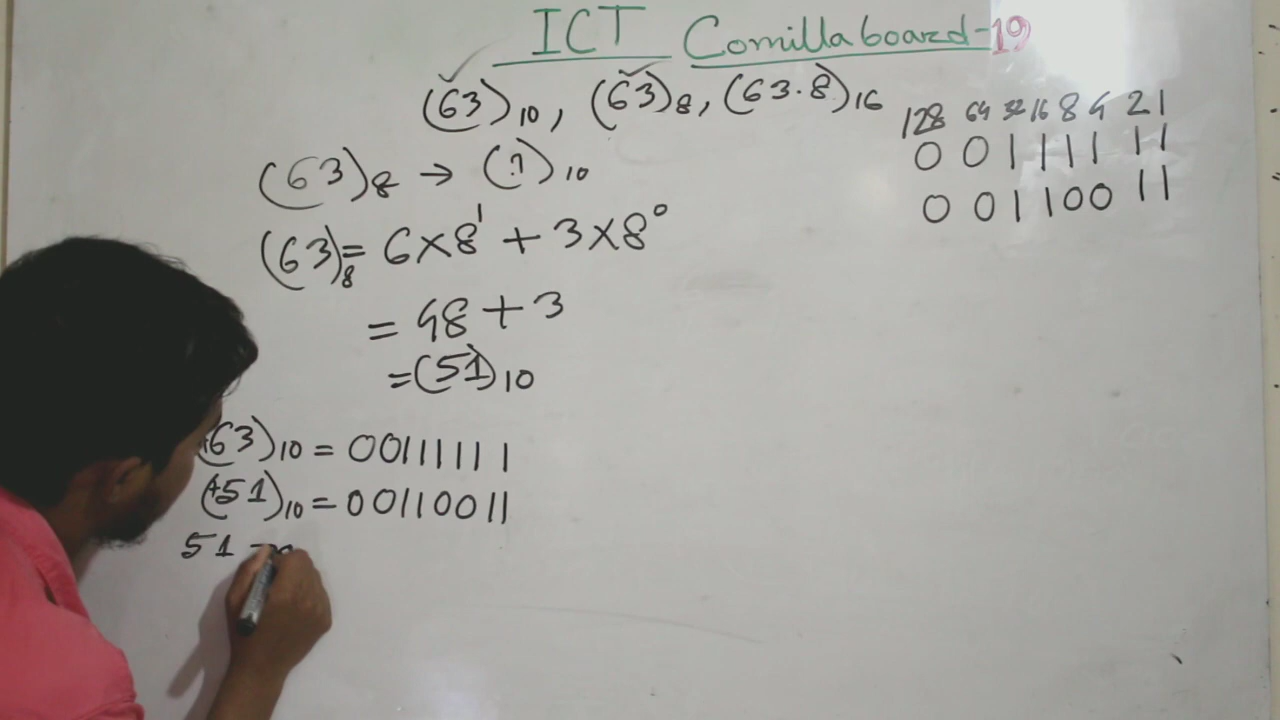 ICT Comilla board-19
(63)10, (63)8, (63.8)16
128 64 32 16 8 4 2 1
0 0 1 1 1 1 1 1
0 0 1 1 0 0 1 1
(63)8 → (?)10
(63)8 = 6×8¹ + 3×8⁰
= 48 + 3
= (51)10
(63)10 = 00111111
(+51)10 = 00110011
51